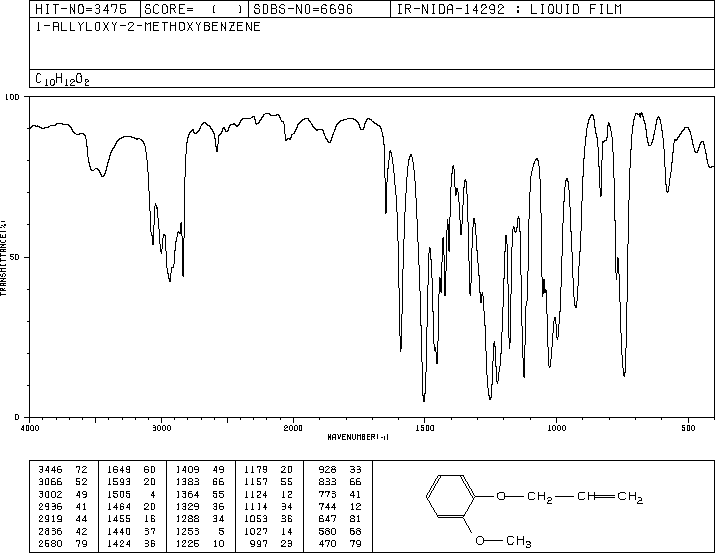 HIT-NO=3475 SCORE= ( ) SDBS-NO=6696 IR-NIDA-14292 : LIQUID FILM
1-ALLYLOXY-2-METHOXYBENZENE
C10H12O2
100
50
0
TRANSMITTANCE(%)
4000 3000 2000 1500 1000 500
WAVENUMBER(-1)
3446 72 1649 60 1409 49 1179 20 928 33
3066 52 1593 20 1383 66 1157 55 833 66
3002 49 1505 4 1364 55 1124 12 773 41
2936 41 1464 20 1329 36 1114 34 744 12
2919 44 1455 16 1288 34 1053 36 647 81
2836 42 1440 37 1253 5 1027 14 580 68
2580 79 1424 36 1226 10 997 23 470 79
O CH2 CH CH2
O CH3